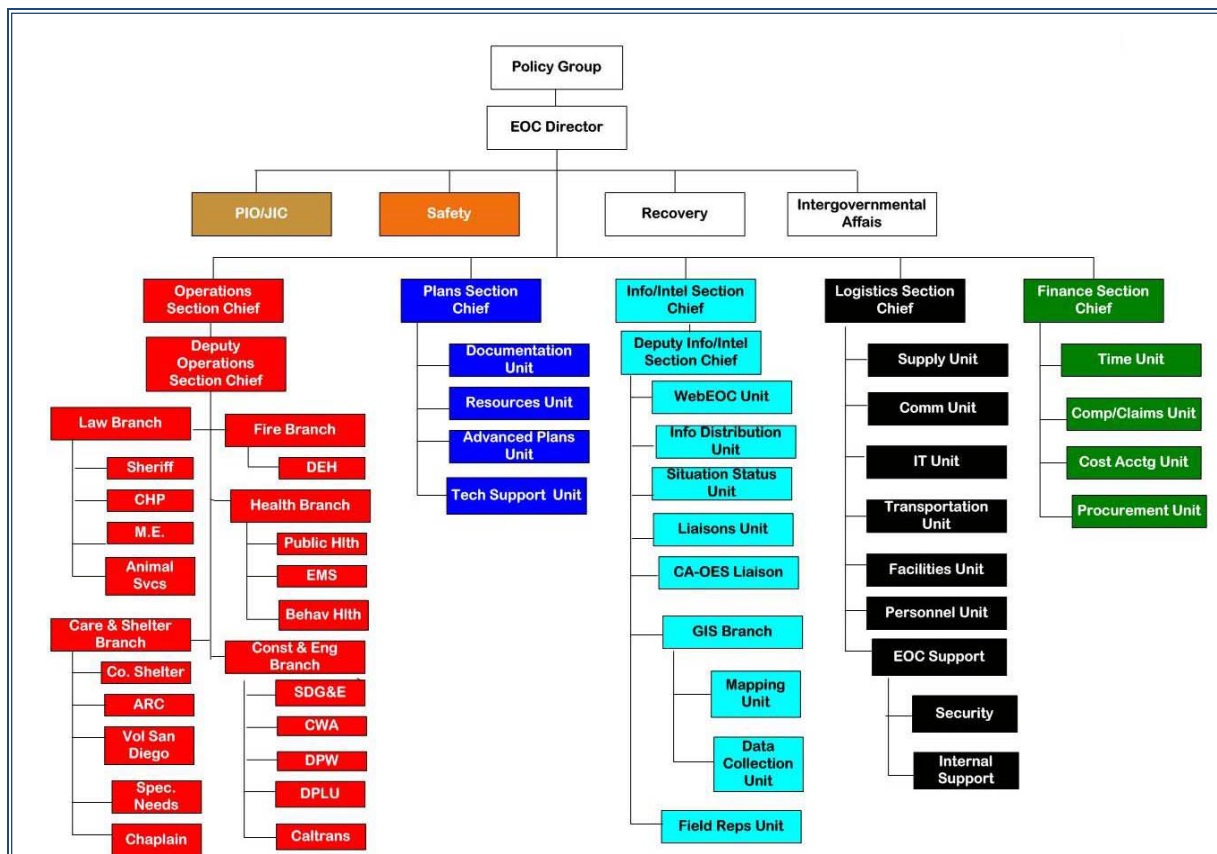 Policy Group
EOC Director
PIO/JIC
Safety
Recovery
Intergovernmental
Affais
Operations
Section Chief
Plans Section
Chief
Info/Intel Section
Chief
Logistics Section
Chief
Finance Section
Chief
Deputy
Operations
Section Chief
Law Branch
Sheriff
CHP
M.E.
Animal
Svcs
Fire Branch
DEH
Health Branch
Public Hlth
EMS
Behav Hlth
Care & Shelter
Branch
Co. Shelter
ARC
Vol San
Diego
Spec.
Needs
Chaplain
Const & Eng
Branch
SDG&E
CWA
DPW
DPLU
Caltrans
Documentation
Unit
Resources Unit
Advanced Plans
Unit
Tech Support Unit
Deputy Info/Intel
Section Chief
WebEOC Unit
Info Distribution
Unit
Situation Status
Unit
Liaisons Unit
CA-OES Liaison
GIS Branch
Mapping
Unit
Data
Collection
Unit
Field Reps Unit
Supply Unit
Comm Unit
IT Unit
Transportation
Unit
Facilities Unit
Personnel Unit
EOC Support
Security
Internal
Support
Time Unit
Comp/Claims Unit
Cost Acctg Unit
Procurement Unit